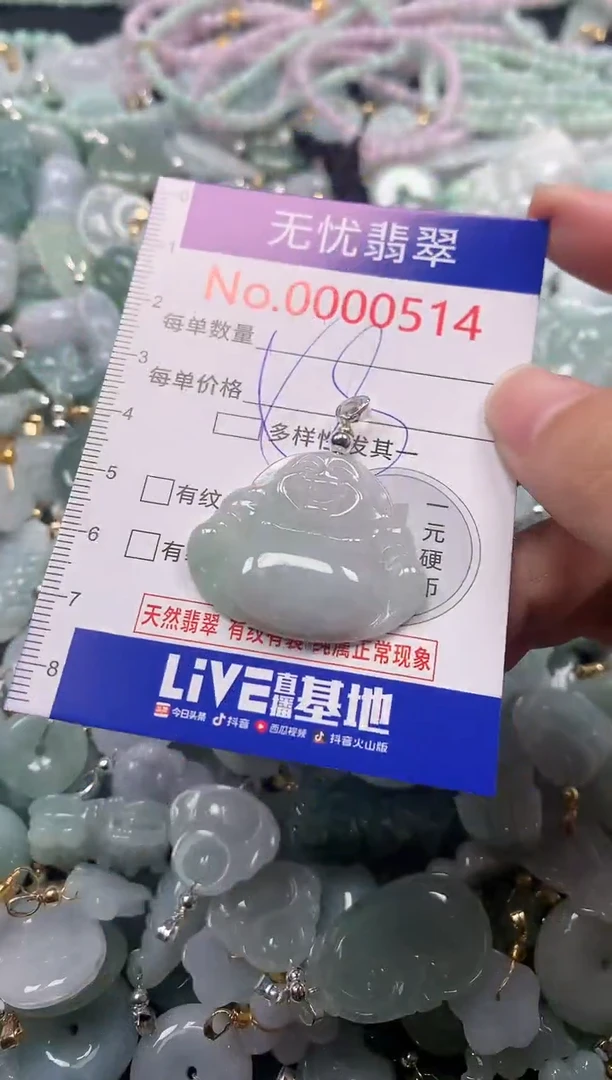 0
1
无忧翡翠
No.0000514
2
每单数量
3
每单价格
4
多样性发其一
5
有纹
一
元
硬
币
6
有
7
天然翡翠 有纹有裂 纯属正常现象
8
LiVE直播基地
今日头条 抖音 西瓜视频 抖音火山版